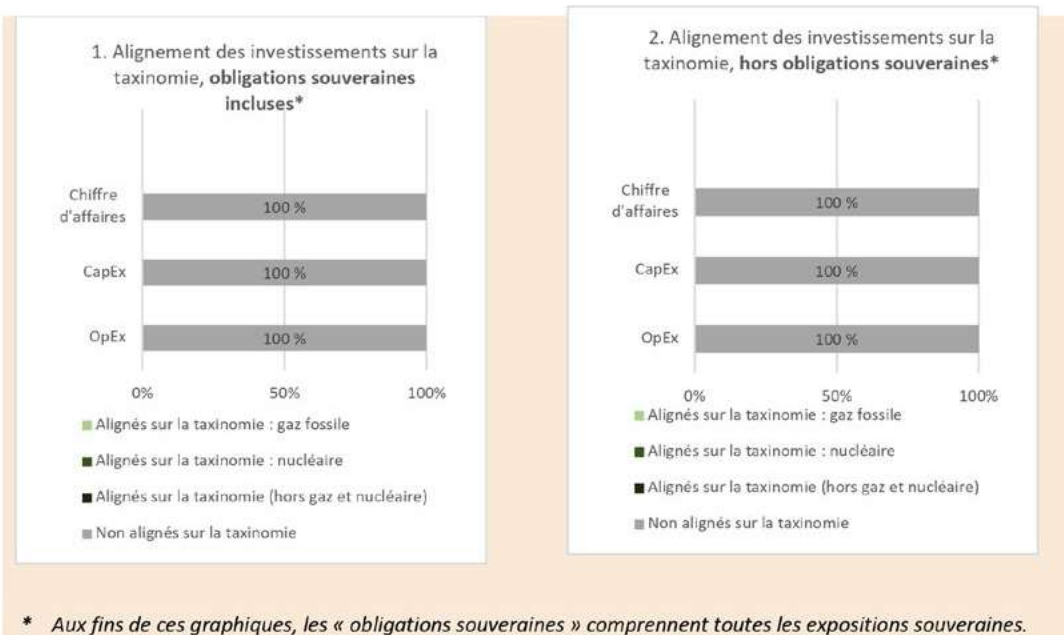 1. Alignement des investissements sur la
taxinomie, obligations souveraines
incluses*
Chiffre
d'affaires
100 %
CapEx
100 %
OpEx
100 %
0%
50%
100%
Alignés sur la taxinomie : gaz fossile
Alignés sur la taxinomie : nucléaire
Alignés sur la taxinomie (hors gaz et nucléaire)
Non alignés sur la taxinomie
2. Alignement des investissements sur la
taxinomie, hors obligations souveraines*
Chiffre
d'affaires
100 %
CapEx
100 %
OpEx
100 %
0%
50%
100%
Alignés sur la taxinomie : gaz fossile
Alignés sur la taxinomie : nucléaire
Alignés sur la taxinomie (hors gaz et nucléaire)
Non alignés sur la taxinomie
* Aux fins de ces graphiques, les « obligations souveraines » comprennent toutes les expositions souveraines.